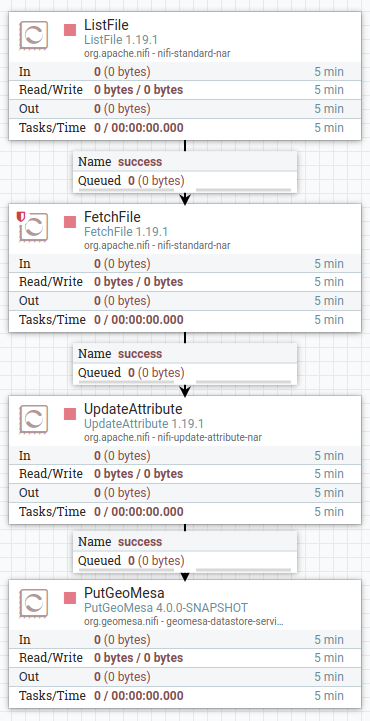 ListFile
ListFile 1.19.1
org.apache.nifi - nifi-standard-nar
In 0 (0 bytes) 5 min
Read/Write 0 bytes / 0 bytes 5 min
Out 0 (0 bytes) 5 min
Tasks/Time 0 / 00:00:00.000 5 min
Name success
Queued 0 (0 bytes)
FetchFile
FetchFile 1.19.1
org.apache.nifi - nifi-standard-nar
In 0 (0 bytes) 5 min
Read/Write 0 bytes / 0 bytes 5 min
Out 0 (0 bytes) 5 min
Tasks/Time 0 / 00:00:00.000 5 min
Name success
Queued 0 (0 bytes)
UpdateAttribute
UpdateAttribute 1.19.1
org.apache.nifi - nifi-update-attribute-nar
In 0 (0 bytes) 5 min
Read/Write 0 bytes / 0 bytes 5 min
Out 0 (0 bytes) 5 min
Tasks/Time 0 / 00:00:00.000 5 min
Name success
Queued 0 (0 bytes)
PutGeoMesa
PutGeoMesa 4.0.0-SNAPSHOT
org.geomesa.nifi - geomesa-datastore-servi...
In 0 (0 bytes) 5 min
Read/Write 0 bytes / 0 bytes 5 min
Out 0 (0 bytes) 5 min
Tasks/Time 0 / 00:00:00.000 5 min